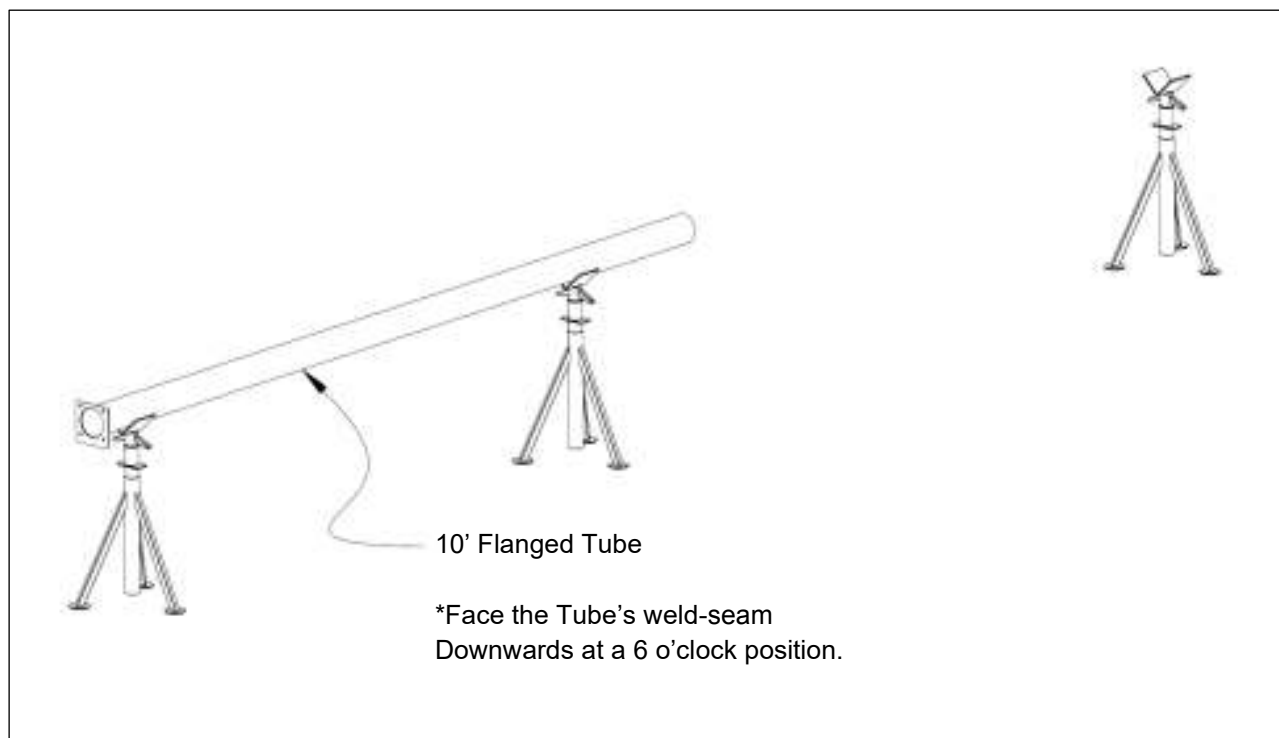 10’ Flanged Tube
*Face the Tube’s weld-seam
Downwards at a 6 o’clock position.